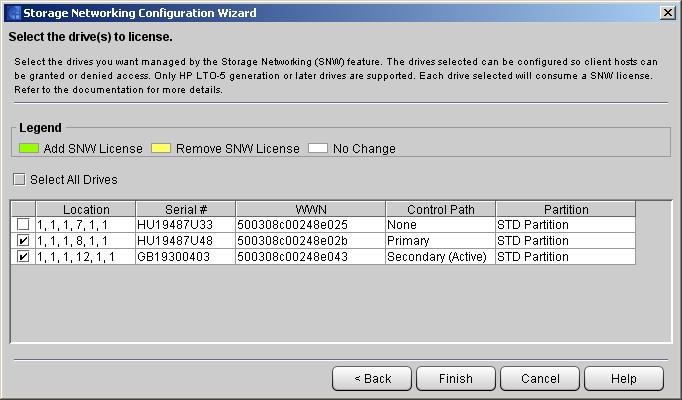 Storage Networking Configuration Wizard
Select the drive(s) to license.
Select the drives you want managed by the Storage Networking (SNW) feature. The drives selected can be configured so client hosts can
be granted or denied access. Only HP LTO-5 generation or later drives are supported. Each drive selected will consume a SNW license.
Refer to the documentation for more details.
Legend
Add SNW License Remove SNW License No Change
Select All Drives
Location Serial # WWN Control Path Partition
1, 1, 1, 7, 1, 1 HU19487U33 500308c00248e025 None STD Partition
1, 1, 1, 8, 1, 1 HU19487U48 500308c00248e02b Primary STD Partition
1, 1, 1, 12, 1, 1 GB19300403 500308c00248e043 Secondary (Active) STD Partition
< Back Finish Cancel Help